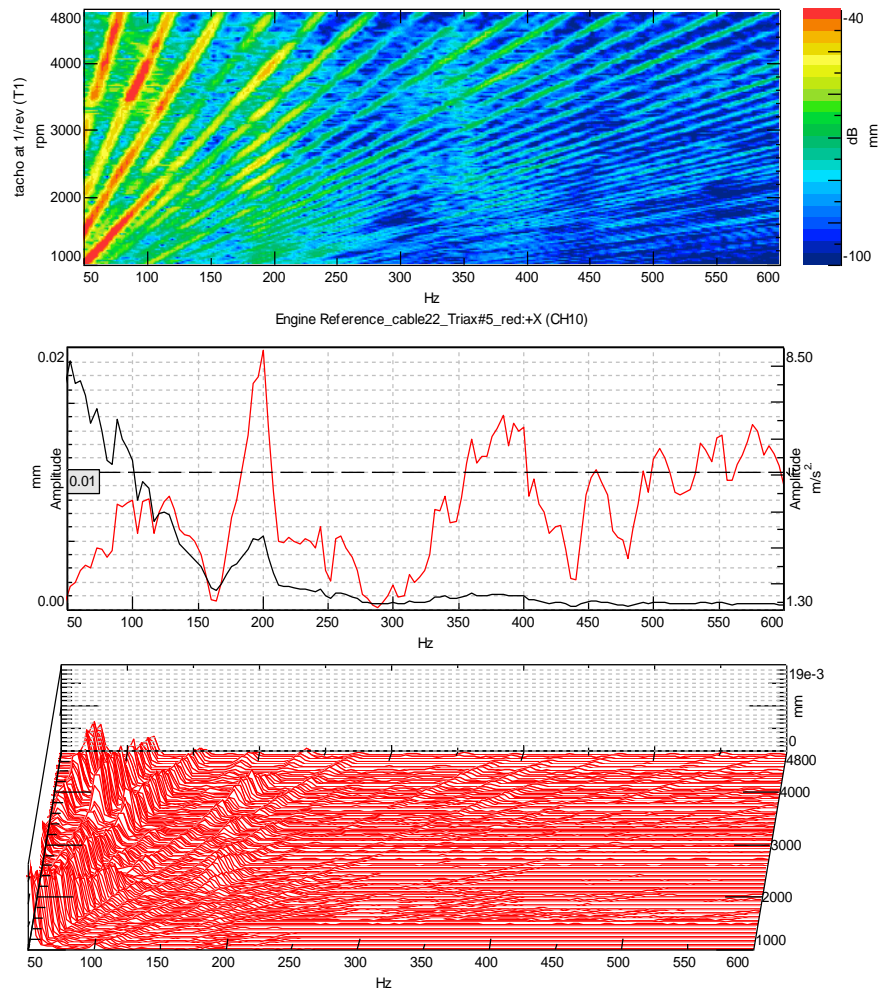 4800
4000
3000
2000
1000
tacho at 1/rev (T1)
rpm
50 100 150 200 250 300 350 400 450 500 550 600
Hz
-40
dB
mm
-100
Engine Reference_cable22_Triax#5_red:+X (CH10)
0.02
mm
Amplitude
0.01
0.00
8.50
Amplitude
m/s²
1.30
50 100 150 200 250 300 350 400 450 500 550 600
Hz
19e-3
mm
0
4800
4000
3000
2000
1000
50 100 150 200 250 300 350 400 450 500 550 600
Hz